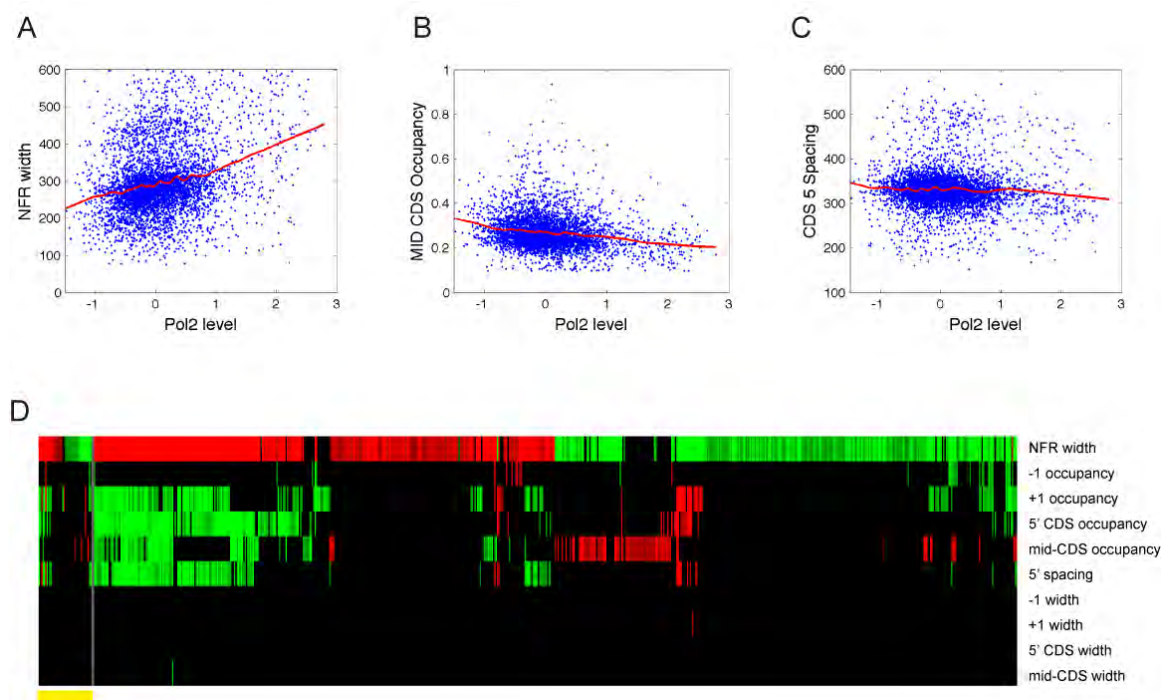 A
B
C
NFR width
600
500
400
300
200
100
0
-1
0
1
2
3
Pol2 level
MID CDS Occupancy
1
0.8
0.6
0.4
0.2
0
-1
0
1
2
3
Pol2 level
CDS 5 Spacing
600
500
400
300
200
100
-1
0
1
2
3
Pol2 level
D
NFR width
-1 occupancy
+1 occupancy
5' CDS occupancy
mid-CDS occupancy
5' spacing
-1 width
+1 width
5' CDS width
mid-CDS width